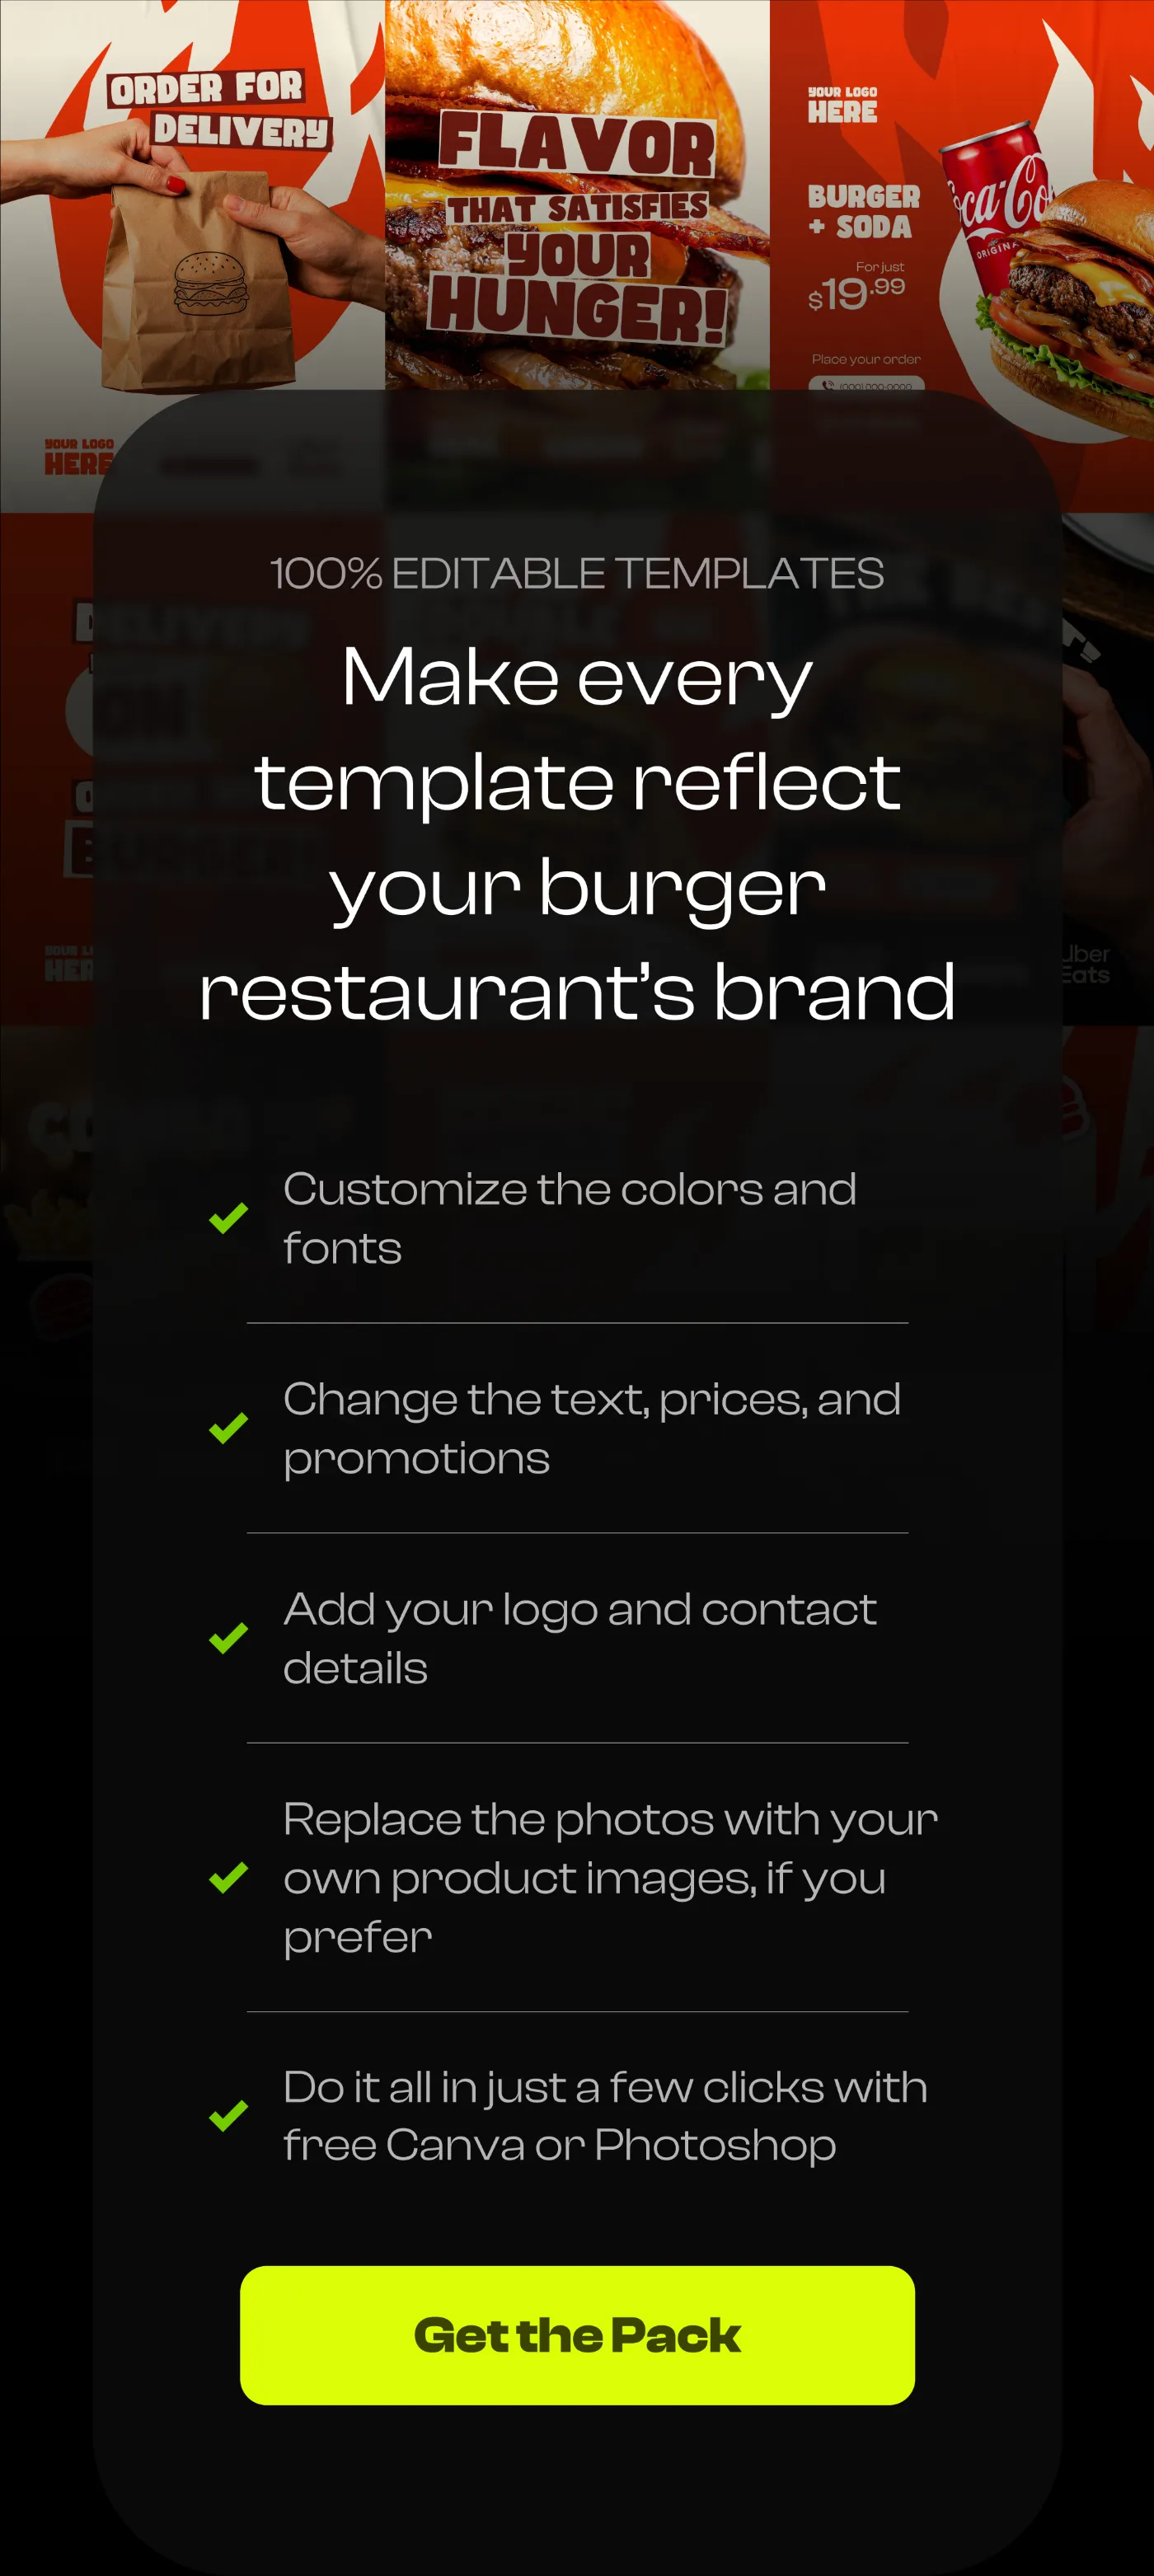 ORDER FOR
DELIVERY
YOUR LOGO
HERE
FLAVOR
THAT SATISFIES
YOUR
HUNGER!
YOUR LOGO
HERE
BURGER
+ SODA
For just
$19.99
Place your order
(000) 000-0000
ORIGINA
100% EDITABLE TEMPLATES
Make every
template reflect
your burger
restaurant’s brand
Customize the colors and
fonts
Change the text, prices, and
promotions
Add your logo and contact
details
Replace the photos with your
own product images, if you
prefer
Do it all in just a few clicks with
free Canva or Photoshop
Get the Pack